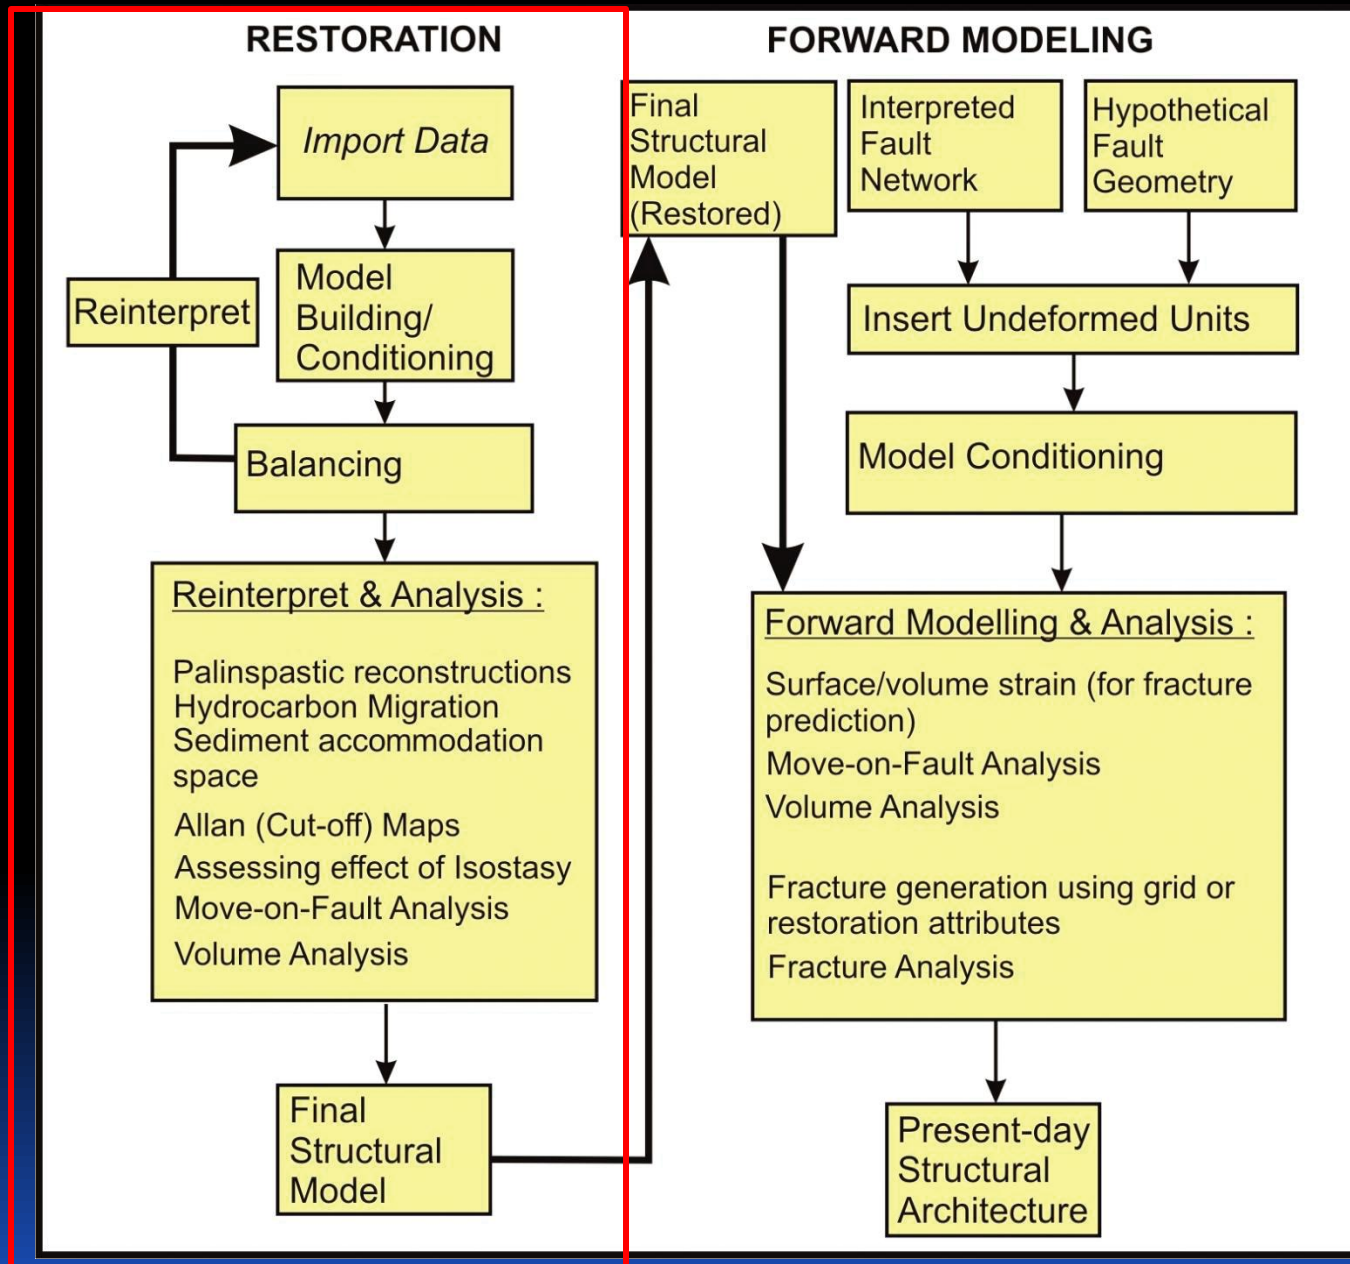 RESTORATION
Import Data
Reinterpret
Model
Building/
Conditioning
Balancing
Reinterpret & Analysis :
Palinspastic reconstructions
Hydrocarbon Migration
Sediment accommodation
space
Allan (Cut-off) Maps
Assessing effect of Isostasy
Move-on-Fault Analysis
Volume Analysis
Final
Structural
Model
FORWARD MODELING
Final
Structural
Model
(Restored)
Interpreted
Fault
Network
Hypothetical
Fault
Geometry
Insert Undeformed Units
Model Conditioning
Forward Modelling & Analysis :
Surface/volume strain (for fracture
prediction)
Move-on-Fault Analysis
Volume Analysis
Fracture generation using grid or
restoration attributes
Fracture Analysis
Present-day
Structural
Architecture